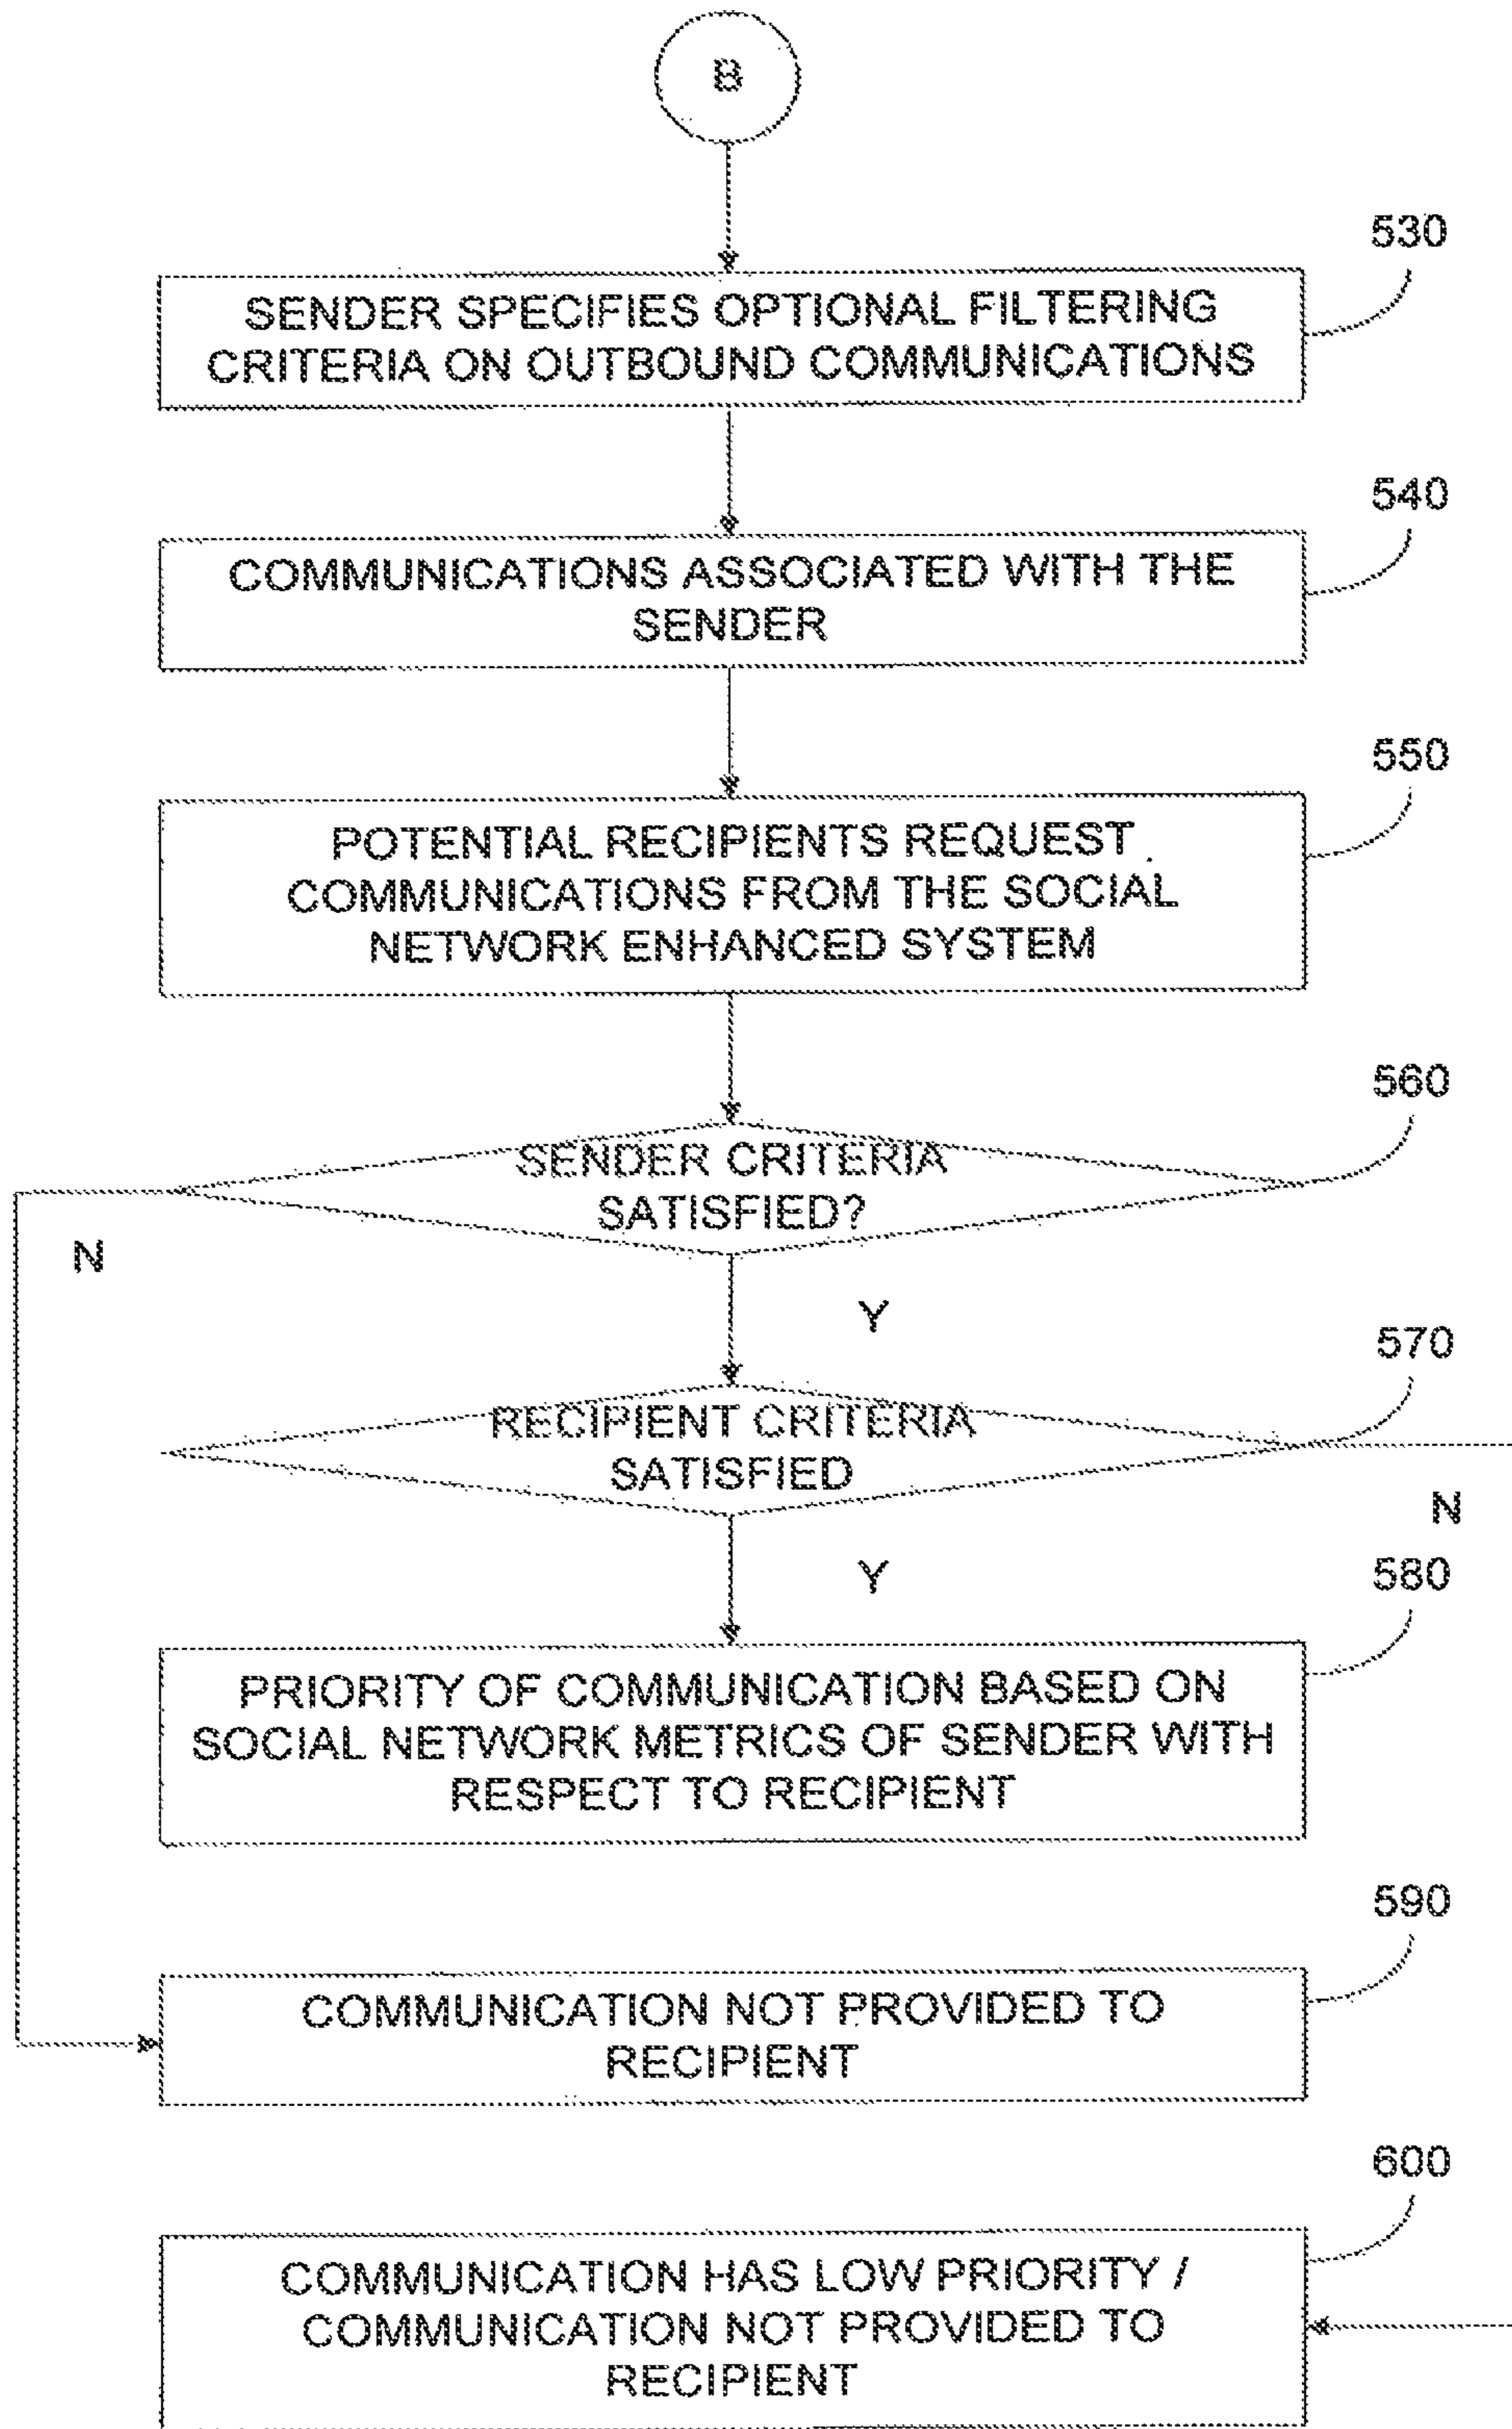 B
530
SENDER SPECIFIES OPTIONAL FILTERING
CRITERIA ON OUTBOUND COMMUNICATIONS
540
COMMUNICATIONS ASSOCIATED WITH THE
SENDER
550
POTENTIAL RECIPIENTS REQUEST
COMMUNICATIONS FROM THE SOCIAL
NETWORK ENHANCED SYSTEM
560
SENDER CRITERIA
SATISFIED?
N
Y
570
RECIPIENT CRITERIA
SATISFIED
N
Y
580
PRIORITY OF COMMUNICATION BASED ON
SOCIAL NETWORK METRICS OF SENDER WITH
RESPECT TO RECIPIENT
590
COMMUNICATION NOT PROVIDED TO
RECIPIENT
600
COMMUNICATION HAS LOW PRIORITY /
COMMUNICATION NOT PROVIDED TO
RECIPIENT